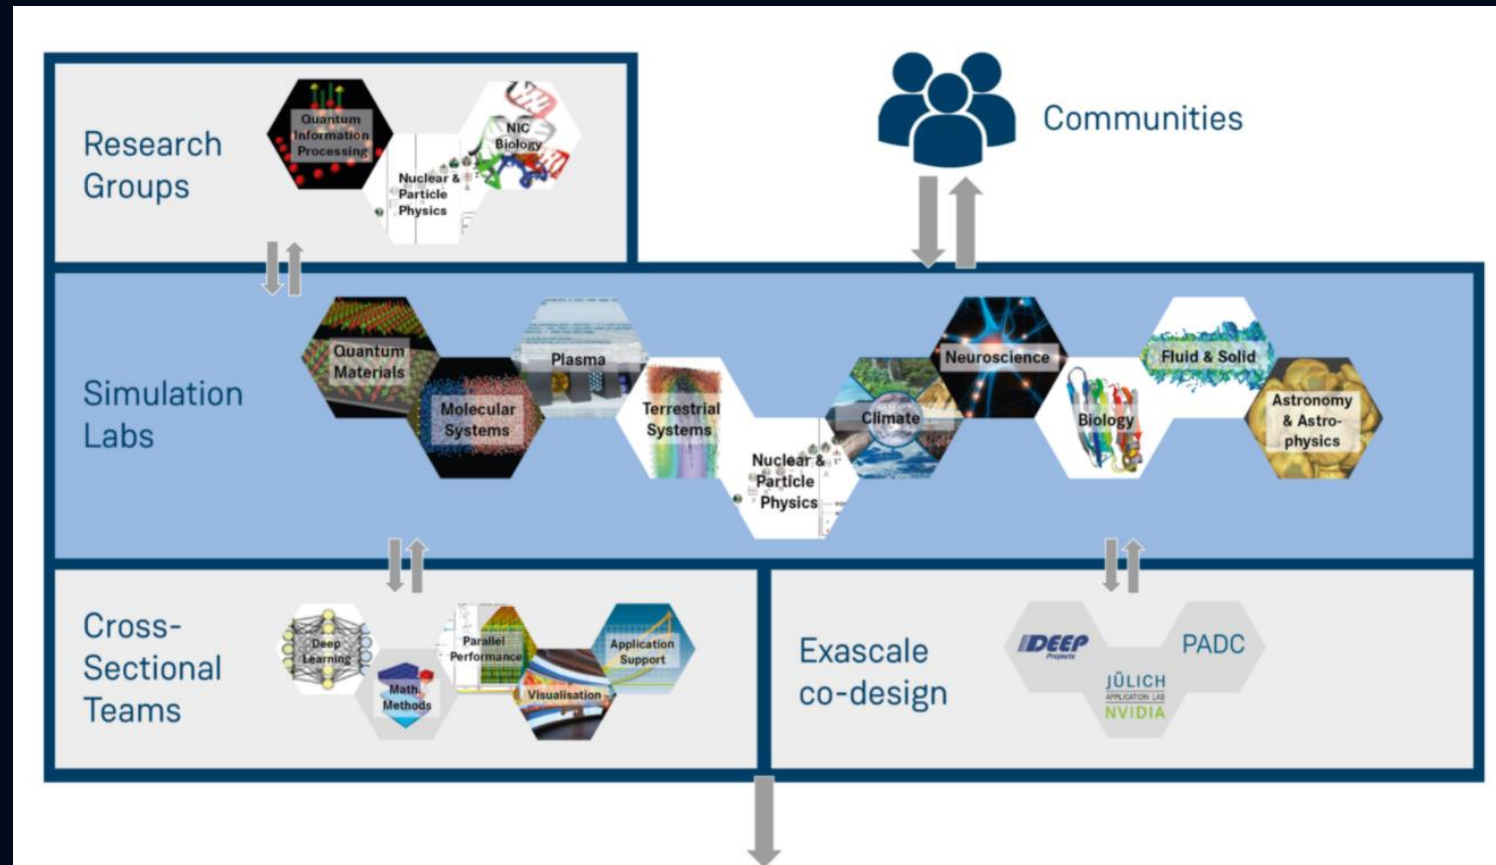 Research
Groups
Quantum
Information
Processing
Nuclear &
Particle
Physics
NIC
Biology
Communities
Simulation
Labs
Quantum
Materials
Molecular
Systems
Plasma
Terrestrial
Systems
Nuclear &
Particle
Physics
Climate
Neuroscience
Biology
Fluid & Solid
Astronomy
& Astro-
physics
Cross-
Sectional
Teams
Deep
Learning
Math.
Methods
Parallel
Performance
Visualisation
Application
Support
Exascale
co-design
DEEP
Projects
JÜLICH
APPLICATION LAB
NVIDIA
PADC